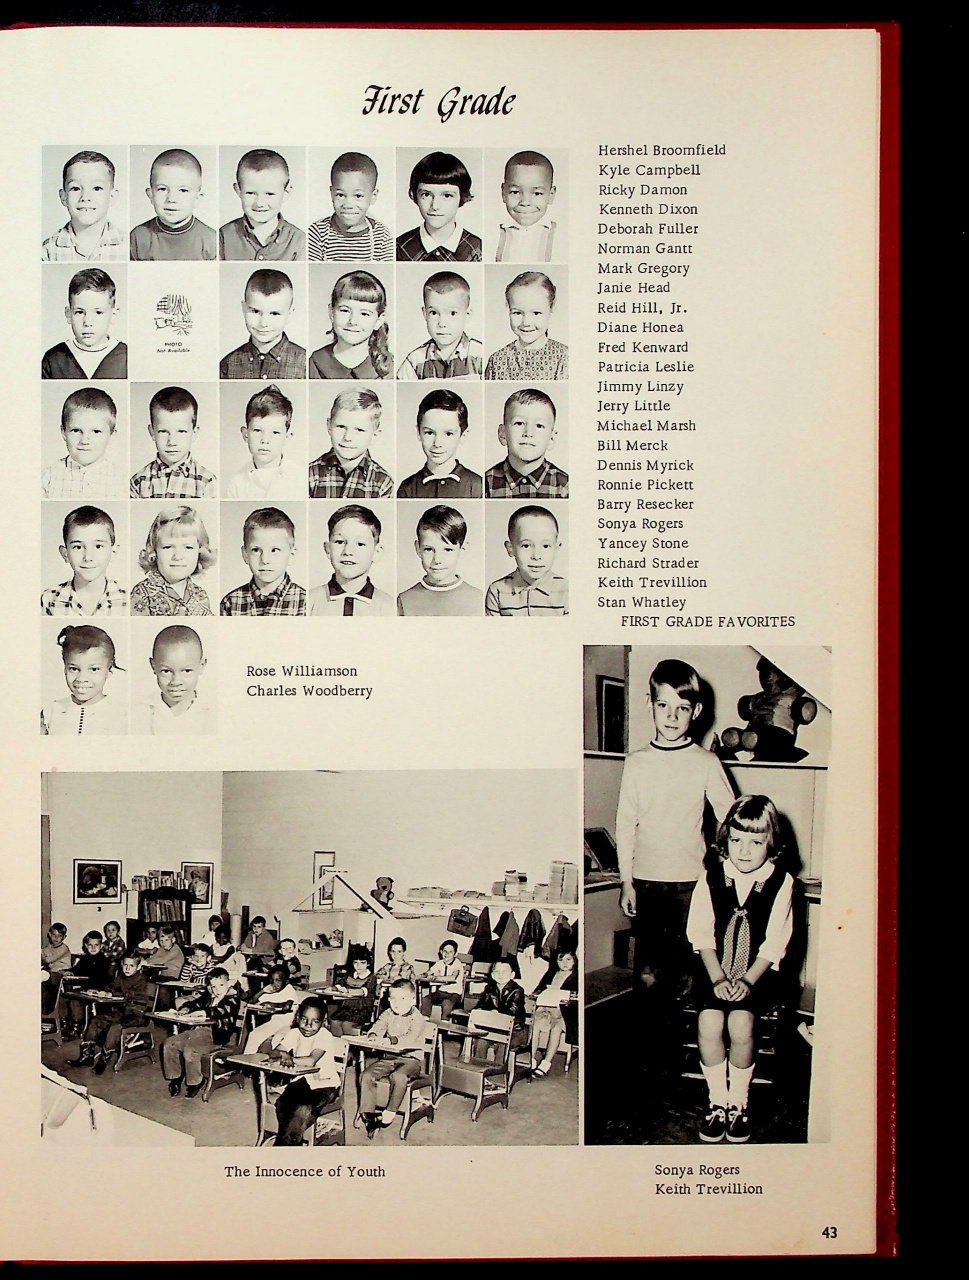 First Grade
Hershel Broomfield
Kyle Campbell
Ricky Damon
Kenneth Dixon
Deborah Fuller
Norman Gantt
Mark Gregory
Janie Head
Reid Hill, Jr.
Diane Honea
Fred Kenward
Patricia Leslie
Jimmy Linzy
Jerry Little
Michael Marsh
Bill Merck
Dennis Myrick
Ronnie Pickett
Barry Resecker
Sonya Rogers
Yancey Stone
Richard Strader
Keith Trevillion
Stan Whatley
PHOTO
Not Available
Rose Williamson
Charles Woodberry
FIRST GRADE FAVORITES
The Innocence of Youth
Sonya Rogers
Keith Trevillion
43